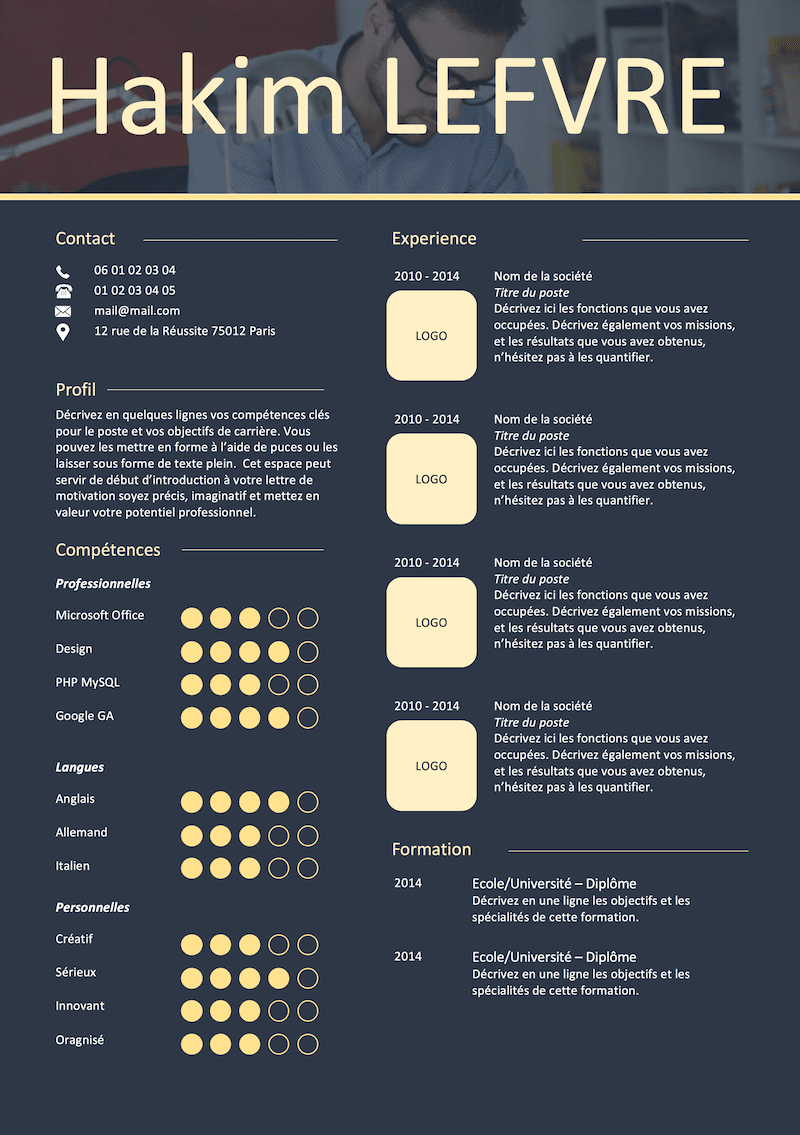 Hakim LEFVRE
Contact
06 01 02 03 04
01 02 03 04 05
mail@mail.com
12 rue de la Réussite 75012 Paris
Profil
Décrivez en quelques lignes vos compétences clés
pour le poste et vos objectifs de carrière. Vous
pouvez les mettre en forme à l’aide de puces ou les
laisser sous forme de texte plein.  Cet espace peut
servir de début d’introduction à votre lettre de
motivation soyez précis, imaginatif et mettez en
valeur votre potentiel professionnel.
Compétences
Professionnelles
Microsoft Office
Design
PHP MySQL
Google GA
Langues
Anglais
Allemand
Italien
Personnelles
Créatif
Sérieux
Innovant
Oragnisé
Experience
2010 - 2014
LOGO
Nom de la société
Titre du poste
Décrivez ici les fonctions que vous avez
occupées. Décrivez également vos missions,
et les résultats que vous avez obtenus,
n’hésitez pas à les quantifier.
2010 - 2014
LOGO
Nom de la société
Titre du poste
Décrivez ici les fonctions que vous avez
occupées. Décrivez également vos missions,
et les résultats que vous avez obtenus,
n’hésitez pas à les quantifier.
2010 - 2014
LOGO
Nom de la société
Titre du poste
Décrivez ici les fonctions que vous avez
occupées. Décrivez également vos missions,
et les résultats que vous avez obtenus,
n’hésitez pas à les quantifier.
2010 - 2014
LOGO
Nom de la société
Titre du poste
Décrivez ici les fonctions que vous avez
occupées. Décrivez également vos missions,
et les résultats que vous avez obtenus,
n’hésitez pas à les quantifier.
Formation
2014
Ecole/Université – Diplôme
Décrivez en une ligne les objectifs et les
spécialités de cette formation.
2014
Ecole/Université – Diplôme
Décrivez en une ligne les objectifs et les
spécialités de cette formation.